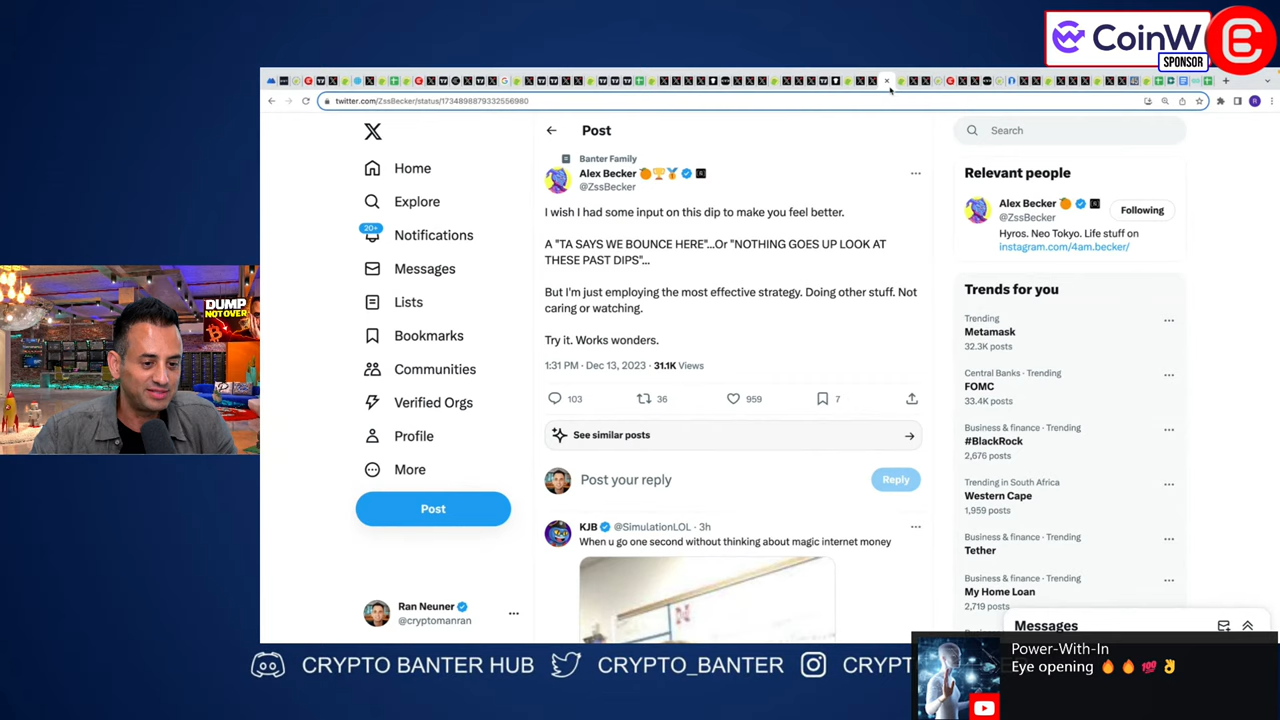 CoinW
SPONSOR
twitter.com/ZssBecker/status/1734898879332556980
DUMP
NOT OVER
Home
Explore
20+
Notifications
Messages
Lists
Bookmarks
Communities
Verified Orgs
Profile
More
Post
Ran Neuner
@cryptomanran
Post
Banter Family
Alex Becker
@ZssBecker
I wish I had some input on this dip to make you feel better.
A "TA SAYS WE BOUNCE HERE"...Or "NOTHING GOES UP LOOK AT
THESE PAST DIPS"...
But I'm just employing the most effective strategy. Doing other stuff. Not
caring or watching.
Try it. Works wonders.
1:31 PM · Dec 13, 2023 · 31.1K Views
103
36
959
7
See similar posts
Post your reply
Reply
KJB @SimulationLOL · 3h
When u go one second without thinking about magic internet money
Search
Relevant people
Alex Becker
@ZssBecker
Following
Hyros. Neo Tokyo. Life stuff on
instagram.com/4am.becker/
Trends for you
Trending
Metamask
32.3K posts
Central Banks · Trending
FOMC
33.4K posts
Business & finance · Trending
#BlackRock
2,676 posts
Trending in South Africa
Western Cape
1,959 posts
Business & finance · Trending
Tether
Business & finance · Trending
My Home Loan
2,719 posts
Messages
CRYPTO BANTER HUB
CRYPTO_BANTER
CRYPT
Power-With-In
Eye opening 🔥 🔥 💯 👌